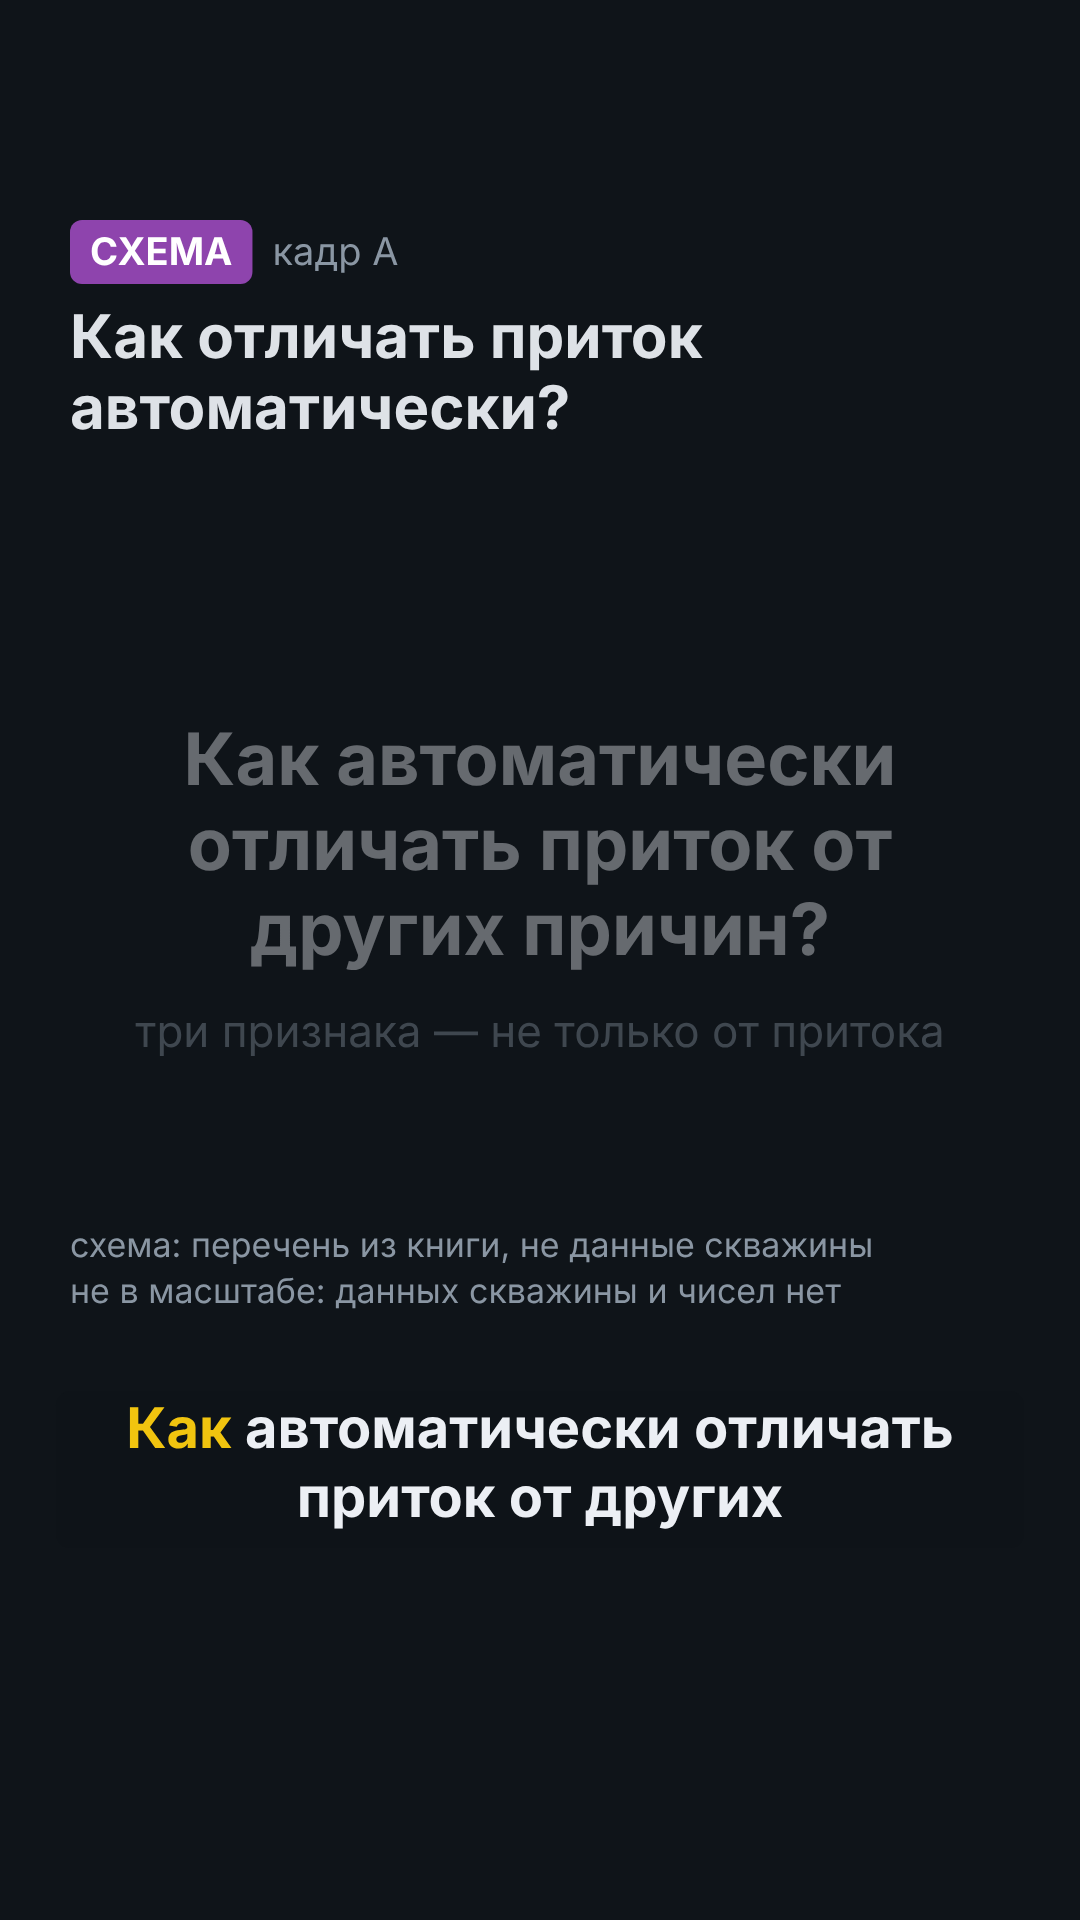 СХЕМА кадр А
Как отличать приток
автоматически?
Как автоматически
отличать приток от
других причин?
три признака — не только от притока
схема: перечень из книги, не данные скважины
не в масштабе: данных скважины и чисел нет
Как автоматически отличать
приток от других